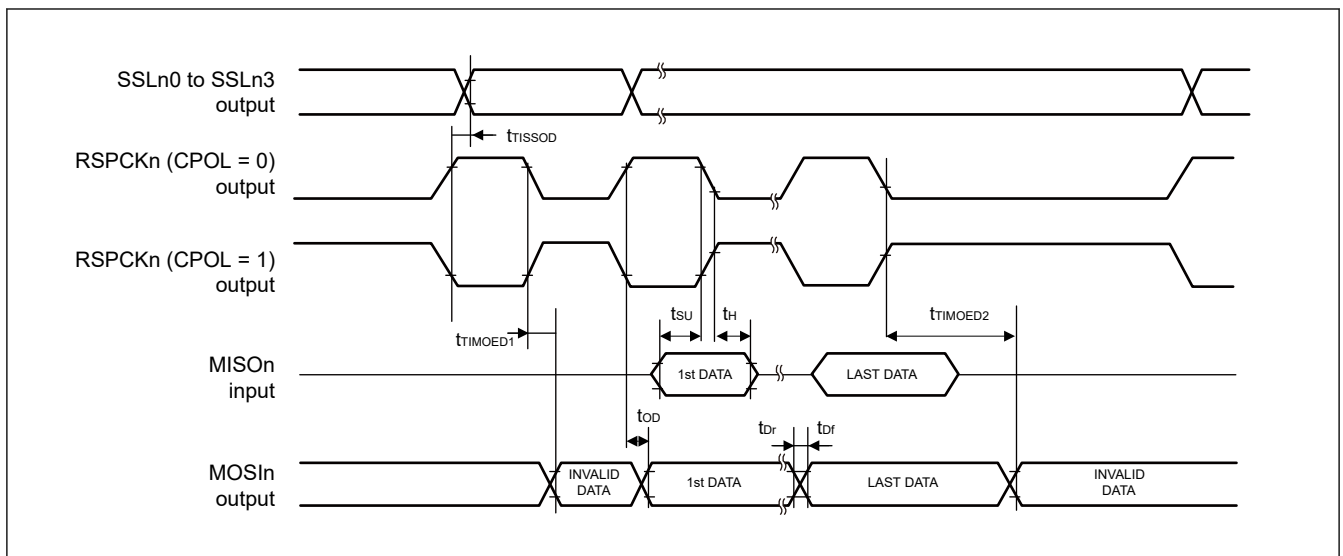 SSLn0 to SSLn3
output
tTISSOD
RSPCKn (CPOL = 0)
output
RSPCKn (CPOL = 1)
output
tSU
tH
tTIMOED2
tTIMOED1
MISOn
input
1st DATA
LAST DATA
tOD
tDr
tDf
MOSIn
output
INVALID
DATA
1st DATA
LAST DATA
INVALID
DATA